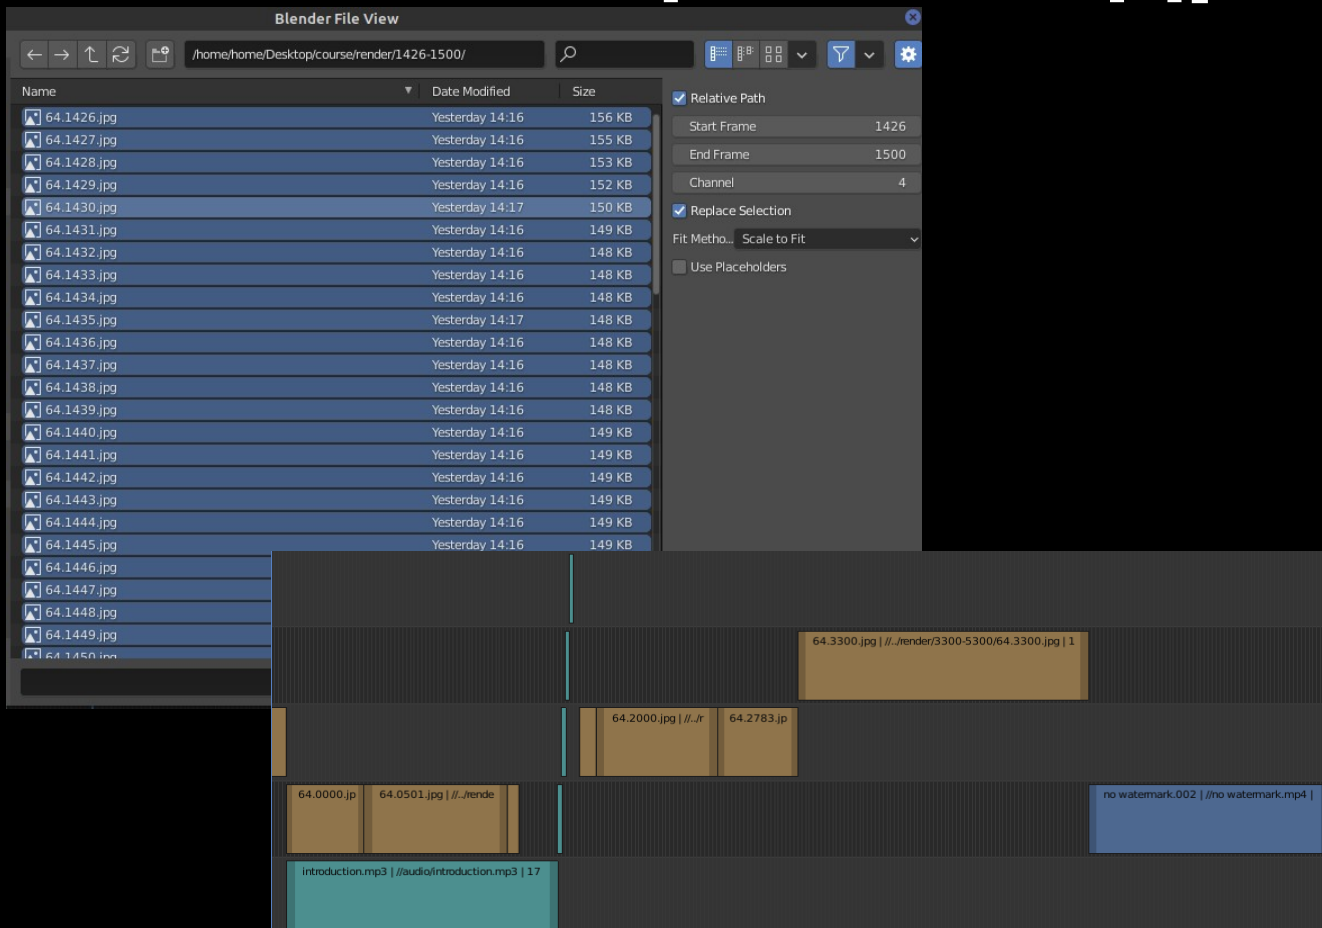 Blender File View
/home/home/Desktop/course/render/1426-1500/
Name Date Modified Size
64.1426.jpg Yesterday 14:16 156 KB
64.1427.jpg Yesterday 14:16 155 KB
64.1428.jpg Yesterday 14:16 153 KB
64.1429.jpg Yesterday 14:16 152 KB
64.1430.jpg Yesterday 14:17 150 KB
64.1431.jpg Yesterday 14:16 149 KB
64.1432.jpg Yesterday 14:16 148 KB
64.1433.jpg Yesterday 14:16 148 KB
64.1434.jpg Yesterday 14:16 148 KB
64.1435.jpg Yesterday 14:17 148 KB
64.1436.jpg Yesterday 14:16 148 KB
64.1437.jpg Yesterday 14:16 148 KB
64.1438.jpg Yesterday 14:16 148 KB
64.1439.jpg Yesterday 14:16 148 KB
64.1440.jpg Yesterday 14:16 149 KB
64.1441.jpg Yesterday 14:16 149 KB
64.1442.jpg Yesterday 14:16 149 KB
64.1443.jpg Yesterday 14:16 149 KB
64.1444.jpg Yesterday 14:16 149 KB
64.1445.jpg Yesterday 14:16 149 KB
64.1446.jpg
64.1447.jpg
64.1448.jpg
64.1449.jpg
64.1450.jpg
Relative Path
Start Frame 1426
End Frame 1500
Channel 4
Replace Selection
Fit Metho... Scale to Fit
Use Placeholders
64.3300.jpg | //../render/3300-5300/64.3300.jpg | 1
64.2000.jpg | //../r
64.2783.jp
64.0000.jp
64.0501.jpg | //../rende
no watermark.002 | //no watermark.mp4 |
introduction.mp3 | //audio/introduction.mp3 | 17